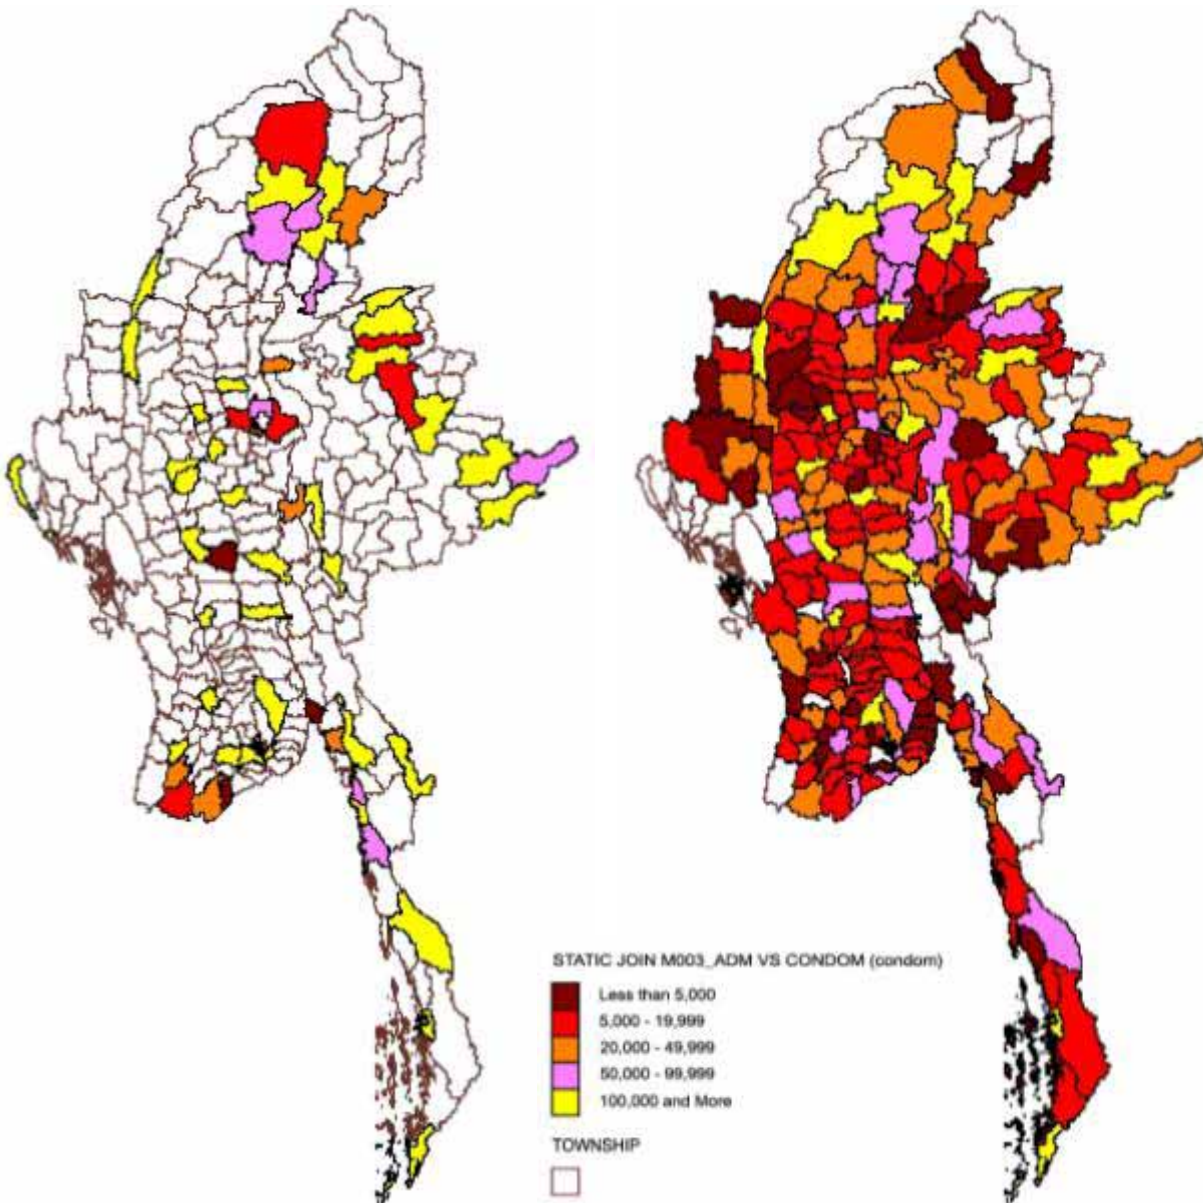 STATIC JOIN M003_ADM VS CONDOM (condom)
Less than 5,000
5,000 - 19,999
20,000 - 49,999
50,000 - 99,999
100,000 and More
TOWNSHIP